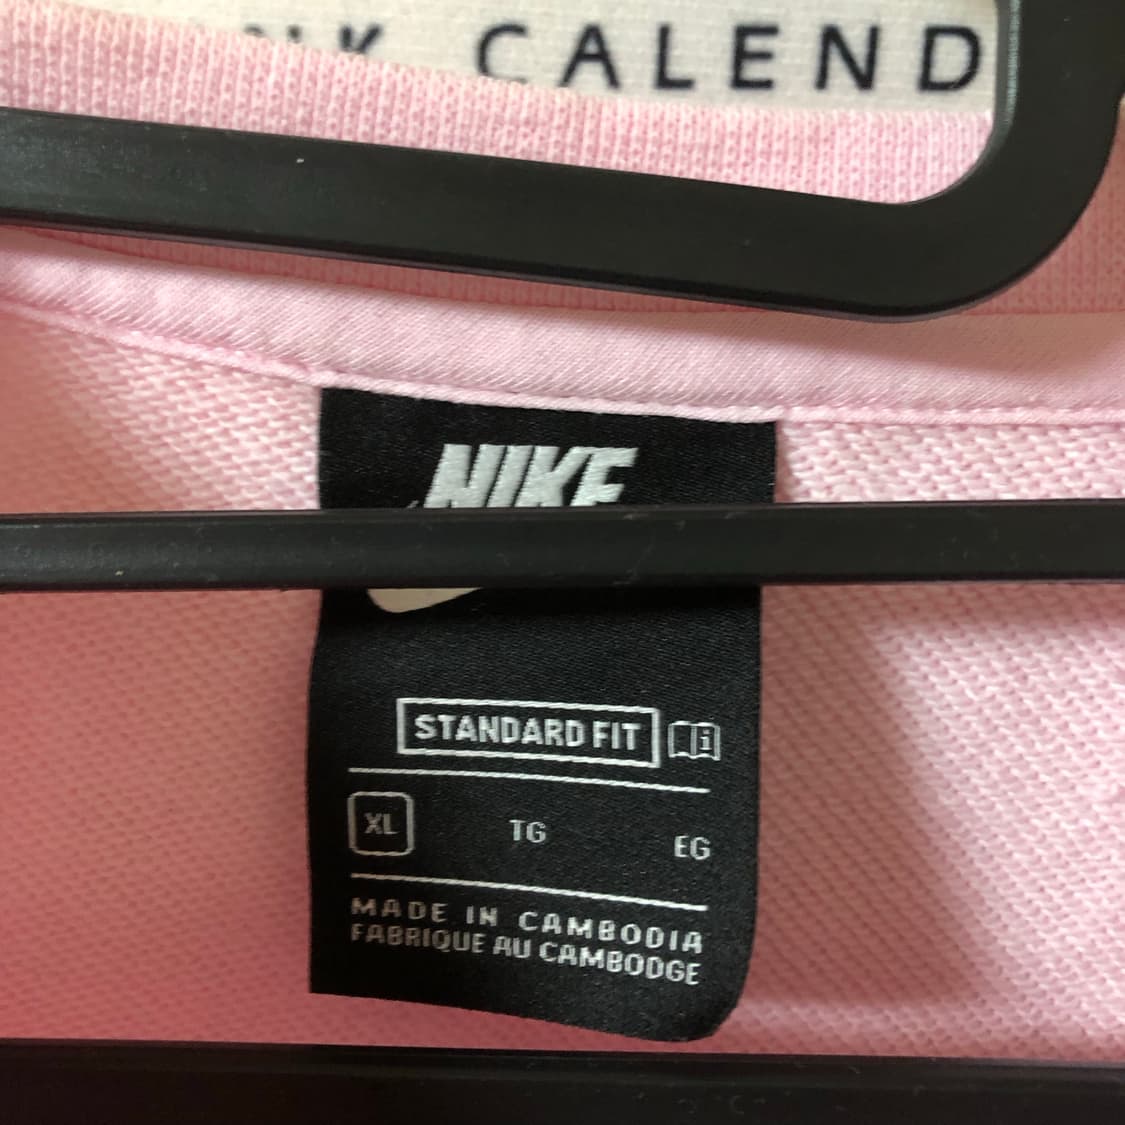 CALEND
NIKE
STANDARD FIT
XL TG EG
MADE IN CAMBODIA
FABRIQUE AU CAMBODGE